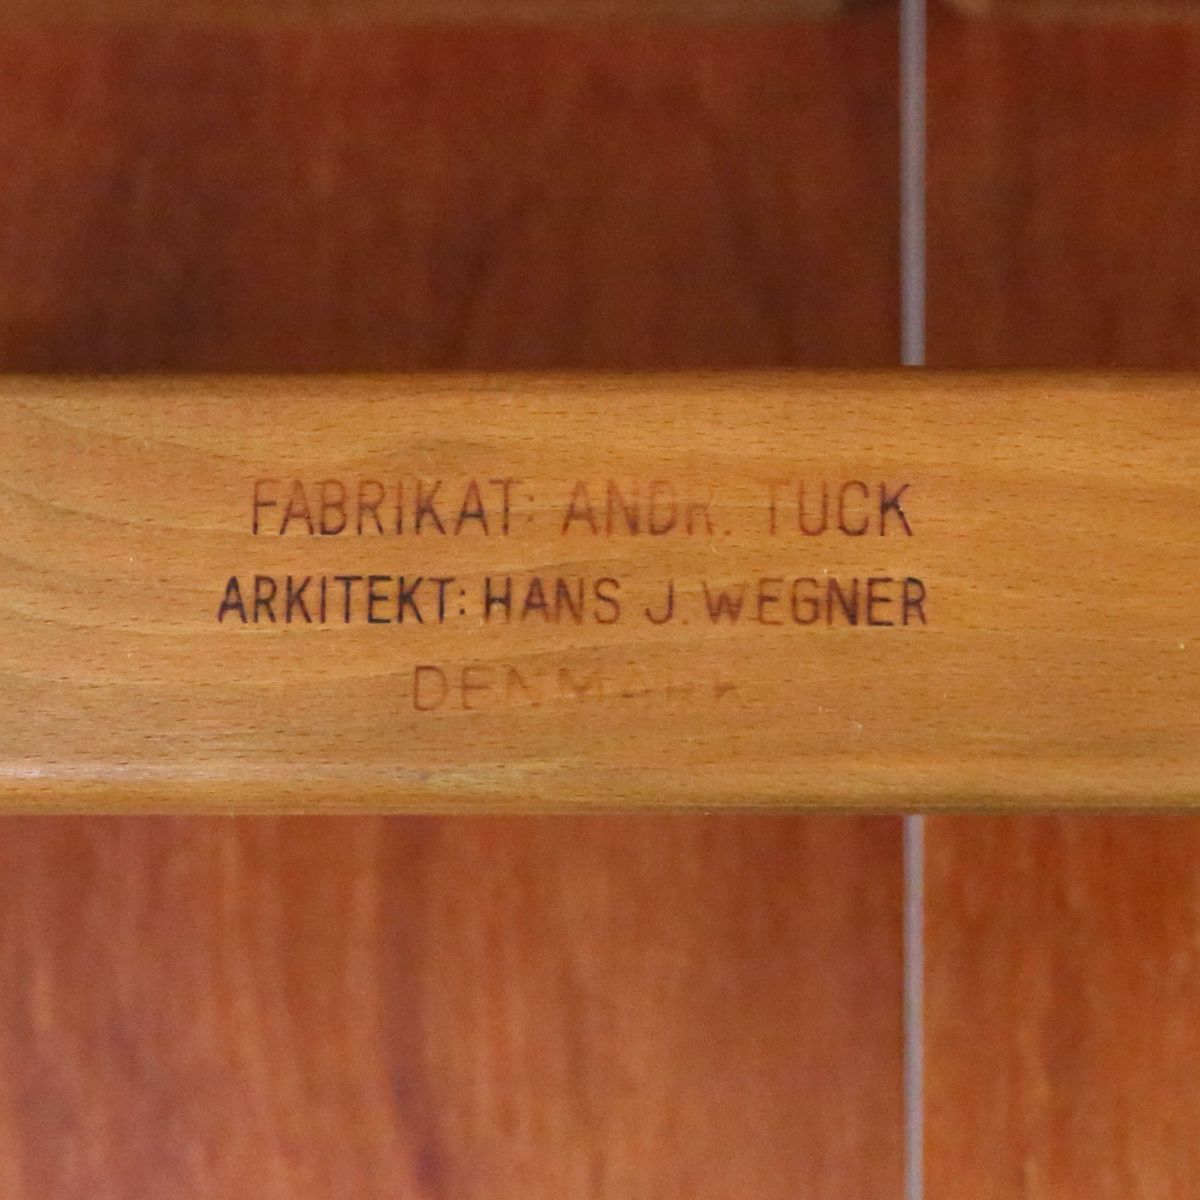 FABRIKAT: ANDR. TUCK
ARKITEKT: HANS J. WEGNER
DENMARK